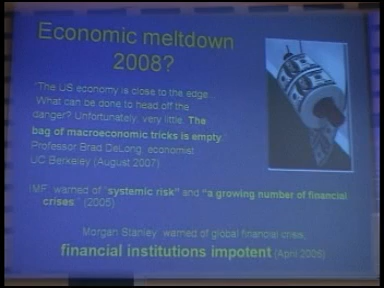 Economic meltdown
2008?
"The US economy is close to the edge...
What can be done to head off the
danger? Unfortunately, very little. The
bag of macroeconomic tricks is empty."
Professor Brad DeLong, economist,
UC Berkeley (August 2007)
IMF, warned of "systemic risk" and "a growing number of financial
crises." (2005)
Morgan Stanley, warned of global financial crisis,
financial institutions impotent (April 2006)